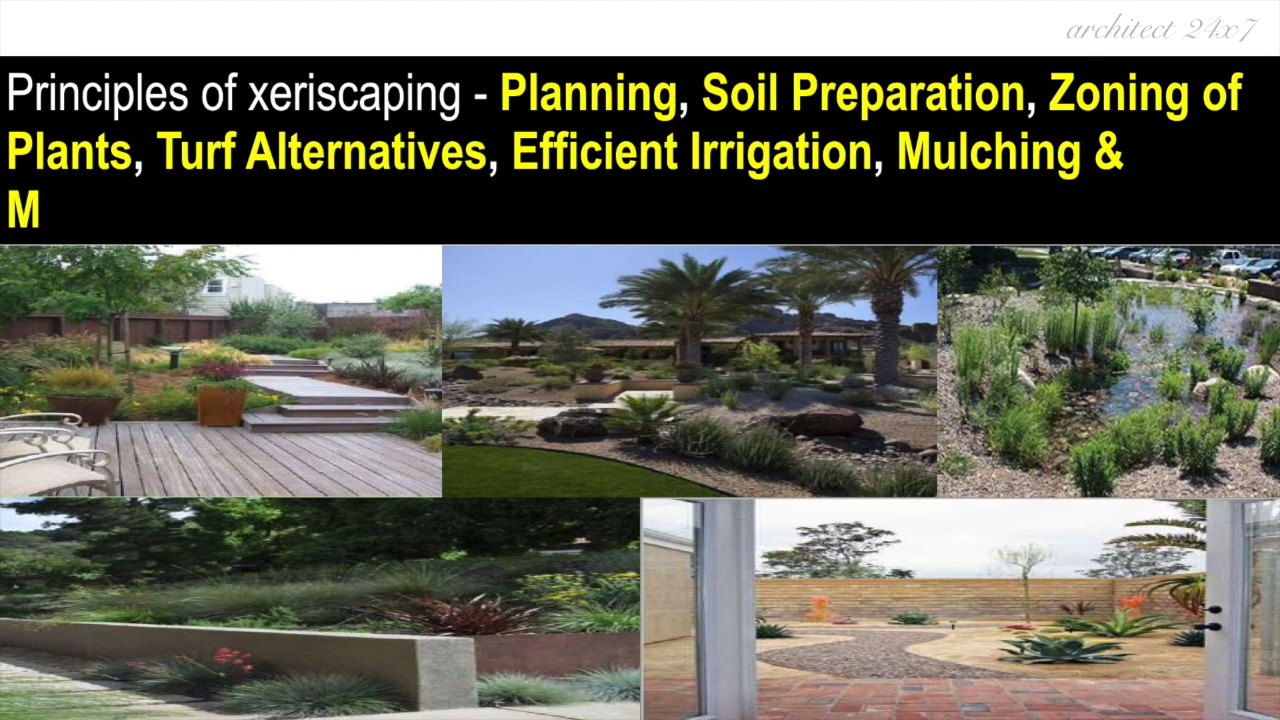 architect 24x7
Principles of xeriscaping - Planning, Soil Preparation, Zoning of
Plants, Turf Alternatives, Efficient Irrigation, Mulching &
M